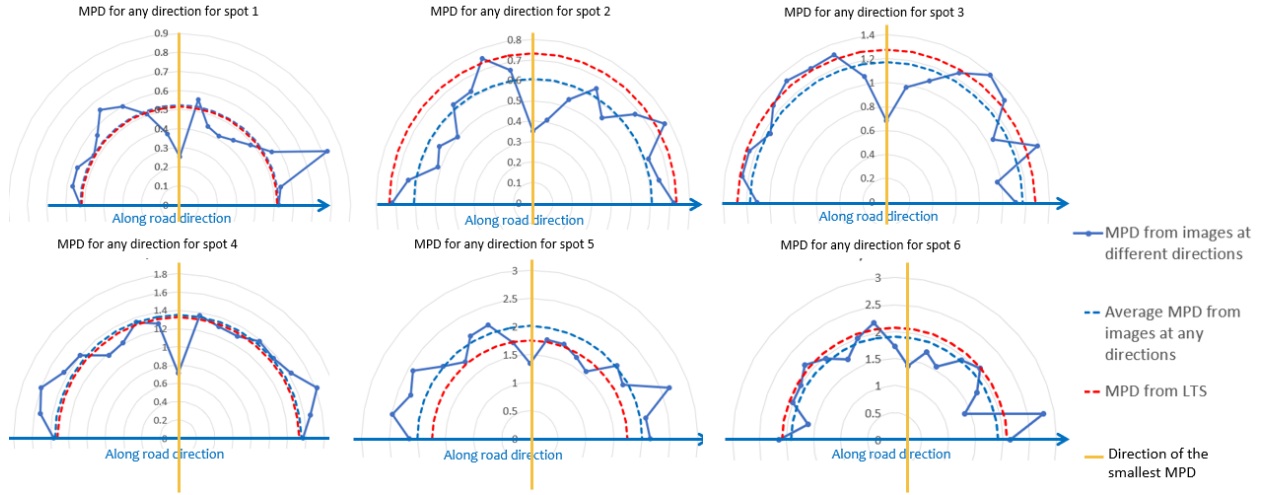 MPD for any direction for spot 1
0.9
0.8
0.7
0.6
0.5
0.4
0.3
0.2
0.1
0
Along road direction
MPD for any direction for spot 2
0.8
0.7
0.6
0.5
0.4
0.3
0.2
0.1
0
Along road direction
MPD for any direction for spot 3
1.4
1.2
1
0.8
0.6
0.4
0.2
0
Along road direction
MPD for any direction for spot 4
1.8
1.6
1.4
1.2
1
0.8
0.6
0.4
0.2
0
Along road direction
MPD for any direction for spot 5
3
2.5
2
1.5
1
0.5
0
Along road direction
MPD for any direction for spot 6
3
2.5
2
1.5
1
0.5
0
Along road direction
MPD from images at
different directions
Average MPD from
images at any
directions
MPD from LTS
Direction of the
smallest MPD